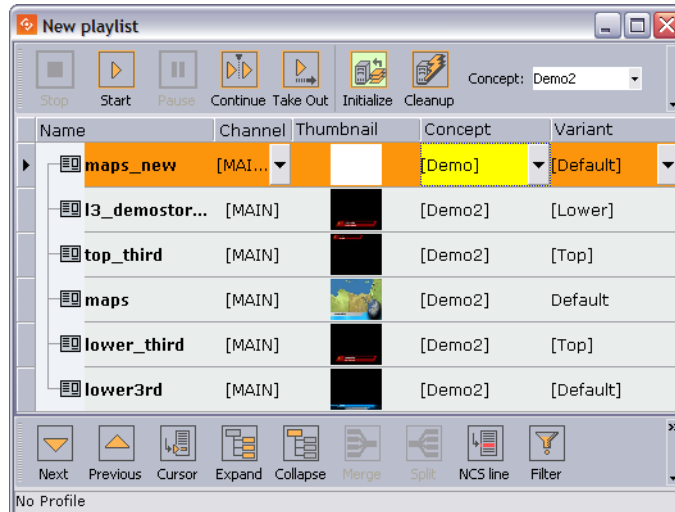 New playlist
Stop Start Pause Continue Take Out Initialize Cleanup Concept: Demo2
Name Channel Thumbnail Concept Variant
maps_new [MAI... [Demo] [Default]
l3_demostor... [MAIN] [Demo2] [Lower]
top_third [MAIN] [Demo2] [Top]
maps [MAIN] [Demo2] Default
lower_third [MAIN] [Demo2] [Top]
lower3rd [MAIN] [Demo2] [Default]
Next Previous Cursor Expand Collapse Merge Split NCS line Filter
No Profile